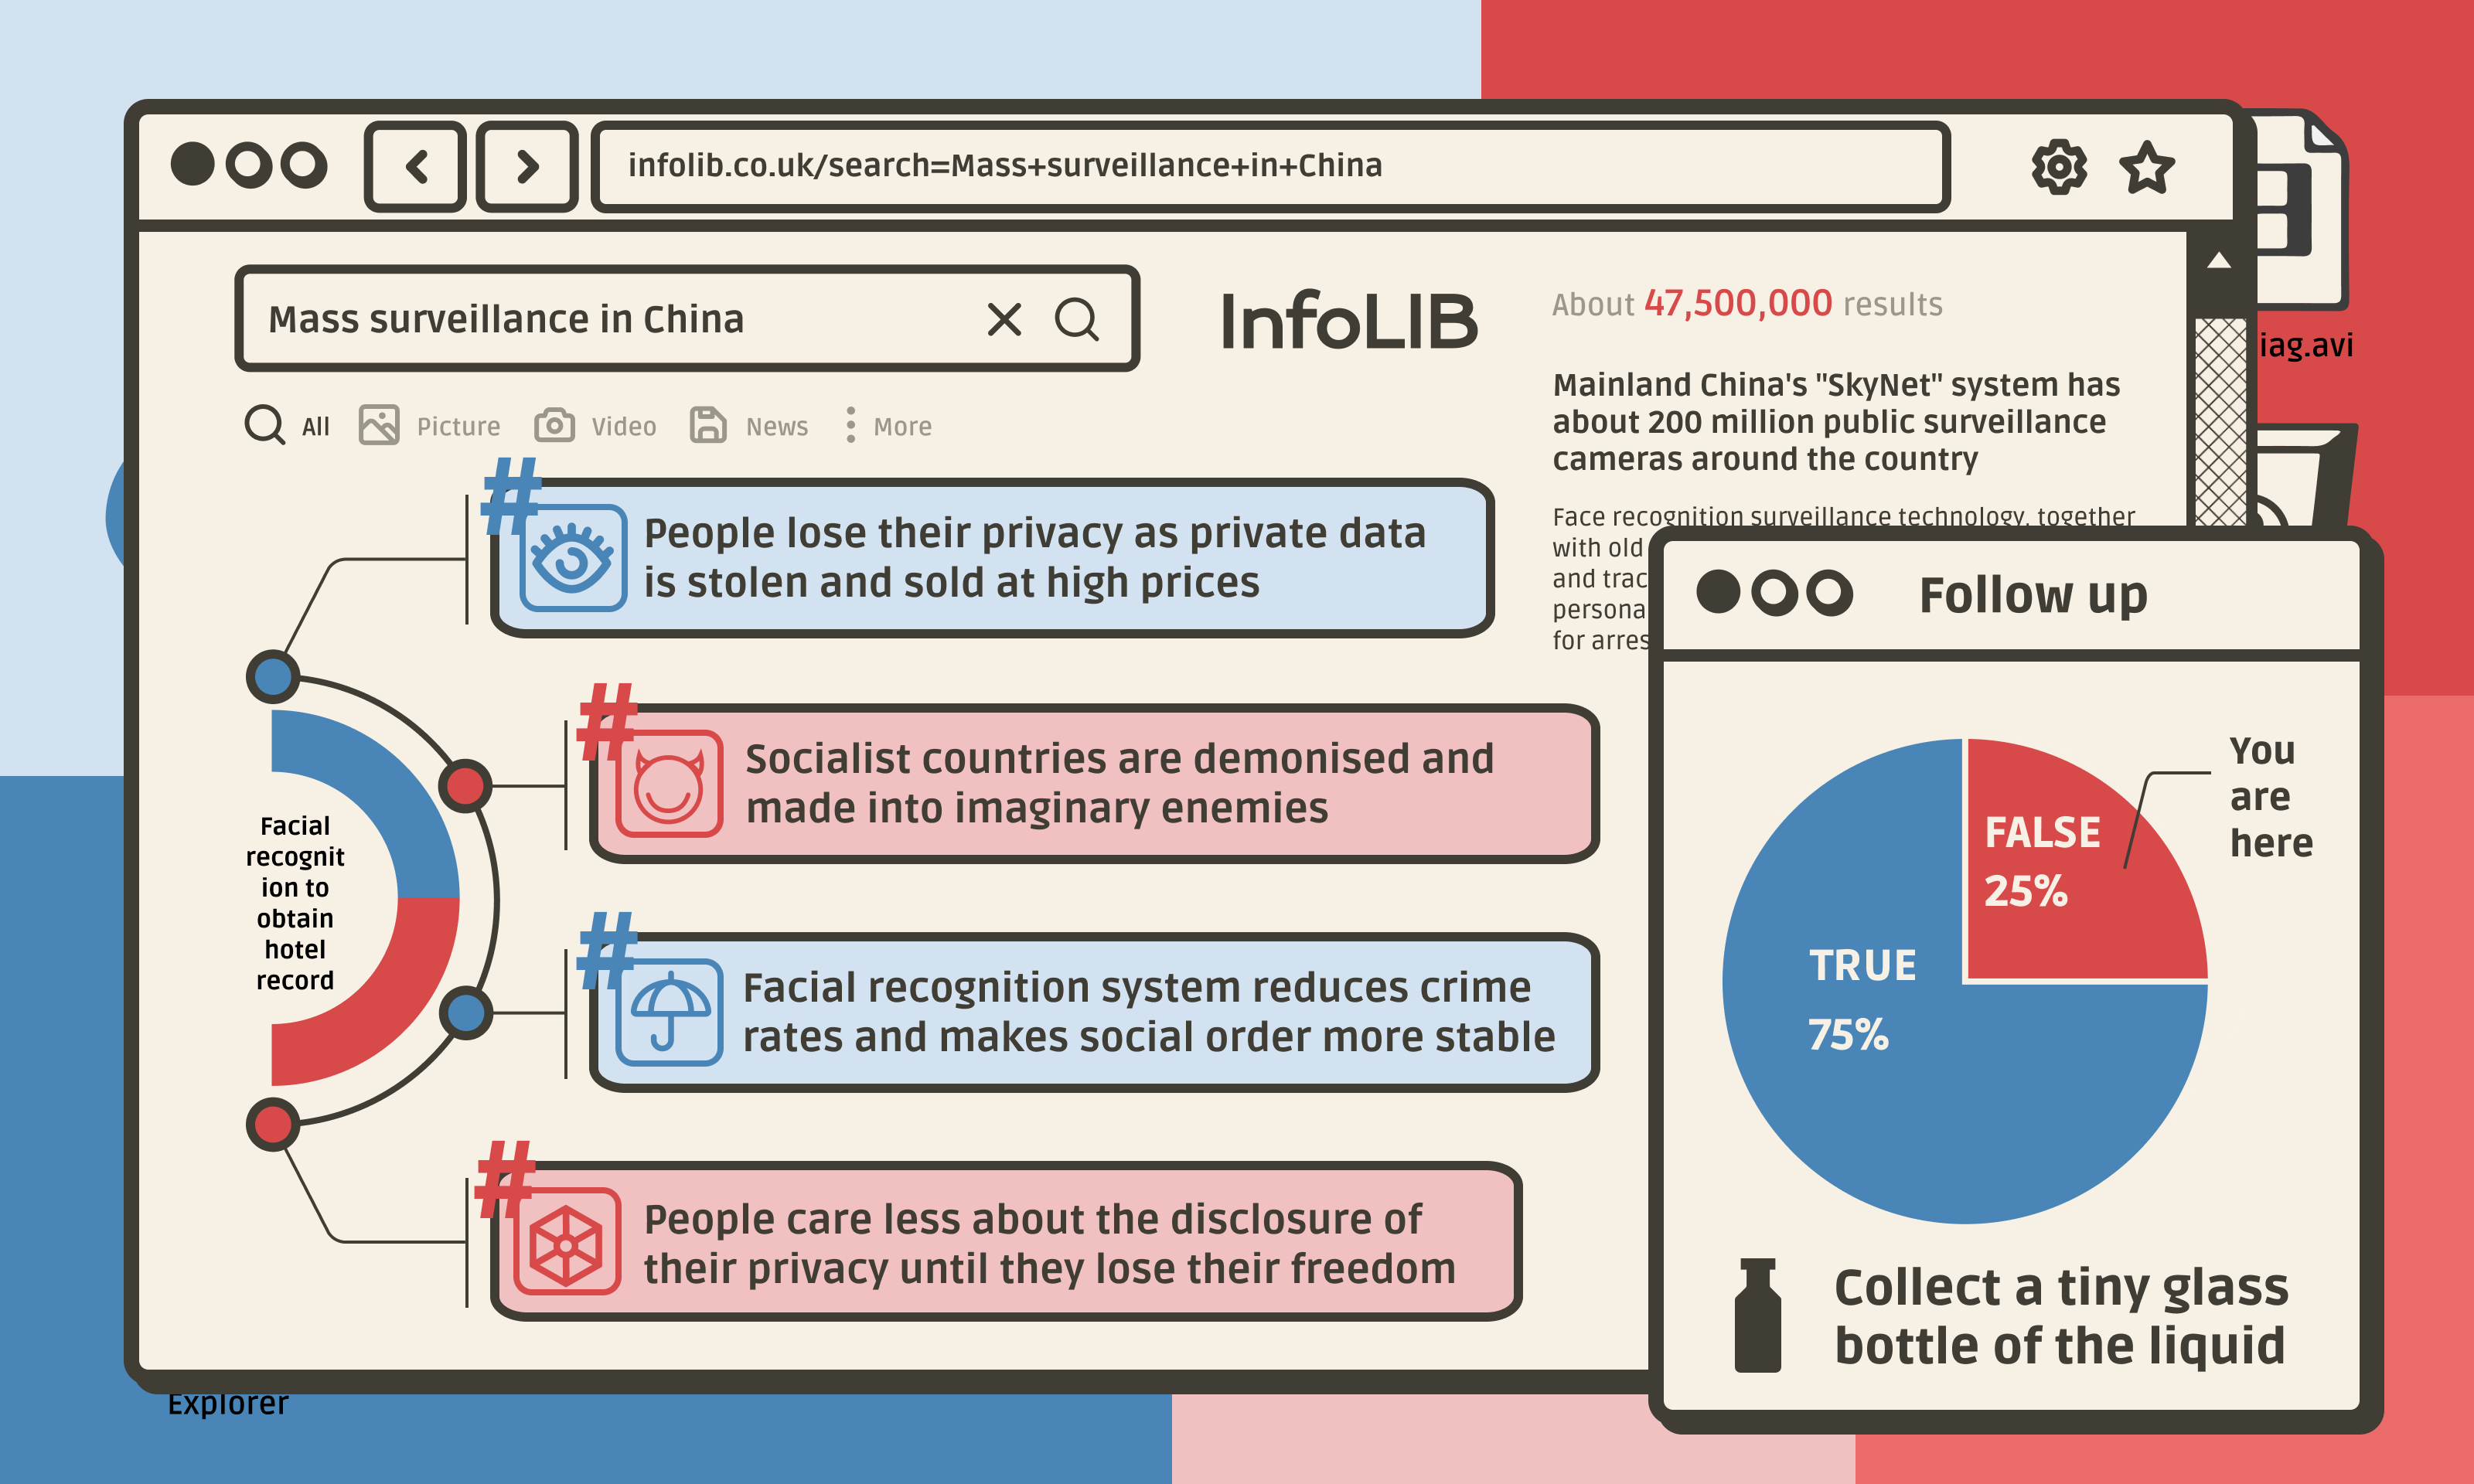 infolib.co.uk/search=Mass+surveillance+in+China
Mass surveillance in China
InfoLIB
About 47,500,000 results
All
Picture
Video
News
More
Mainland China's "SkyNet" system has
about 200 million public surveillance
cameras around the country
Face recognition surveillance technology, together
with old
and trac
persona
for arres
#
People lose their privacy as private data
is stolen and sold at high prices
#
Socialist countries are demonised and
made into imaginary enemies
#
Facial recognition system reduces crime
rates and makes social order more stable
#
People care less about the disclosure of
their privacy until they lose their freedom
Facial
recognit
ion to
obtain
hotel
record
Follow up
You
are
here
FALSE
25%
TRUE
75%
Collect a tiny glass
bottle of the liquid
iag.avi
Explorer